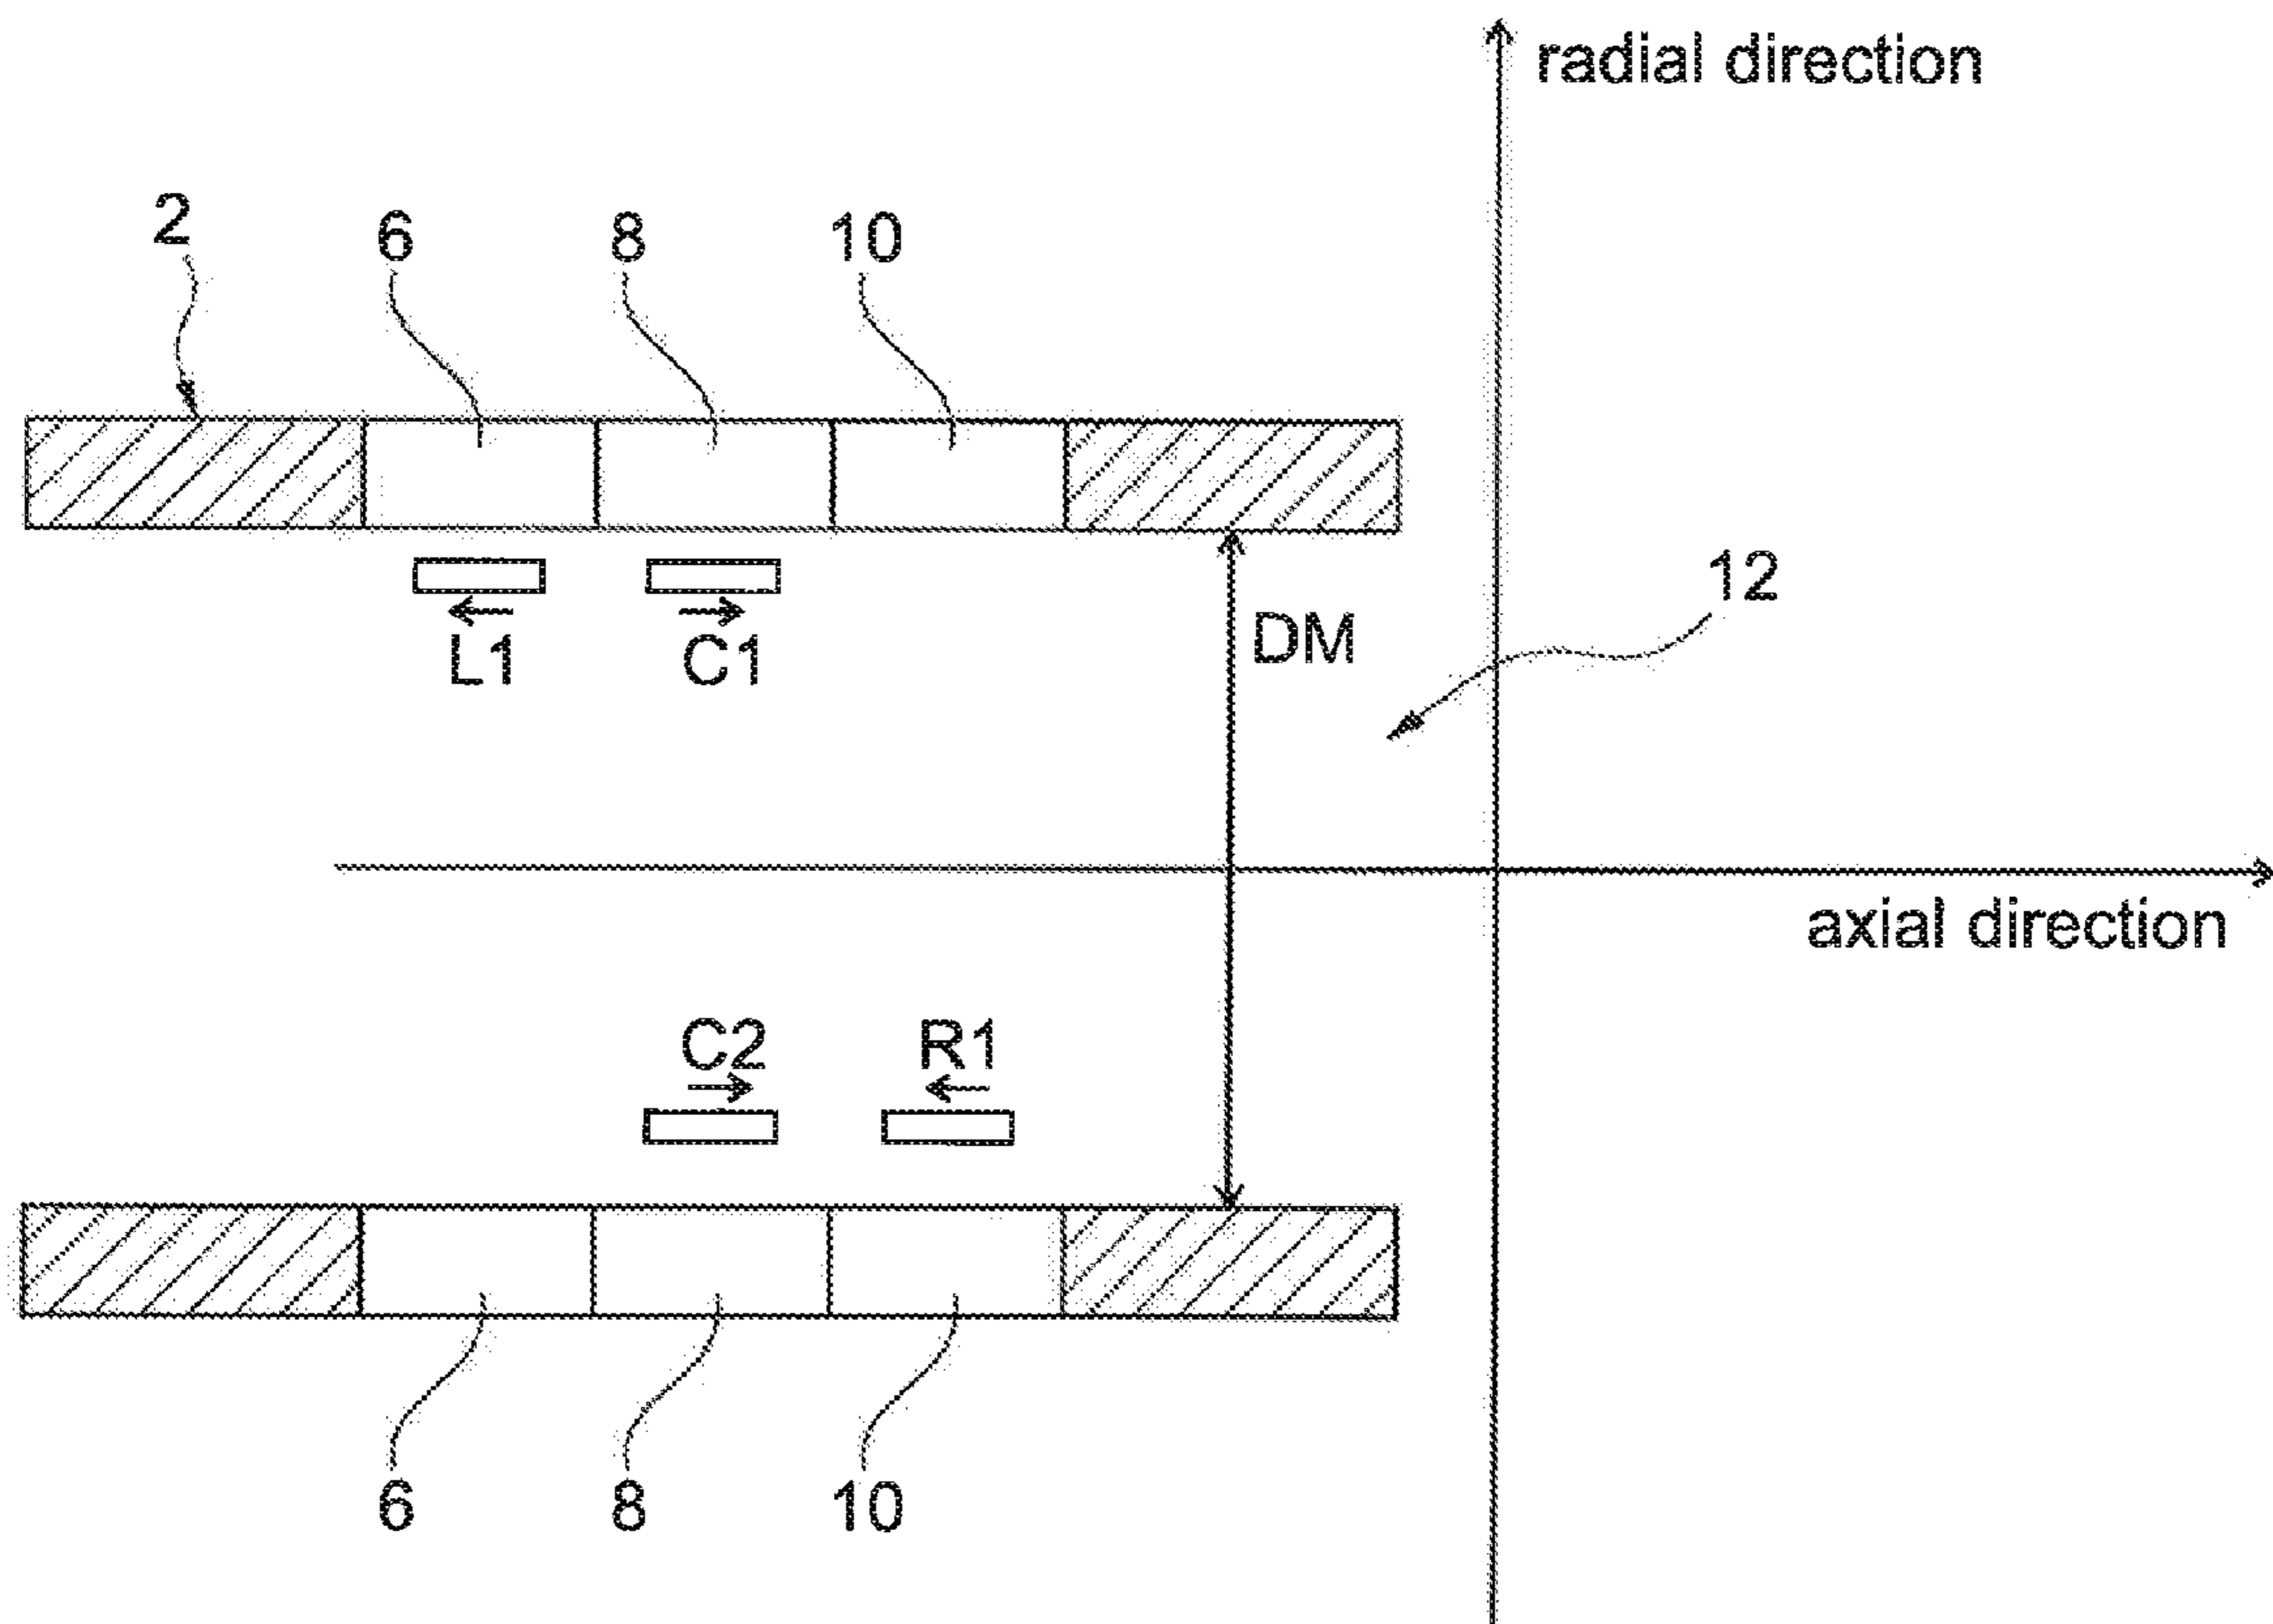 radial direction
2
6
8
10
12
L1
C1
DM
axial direction
C2
R1
6
8
10